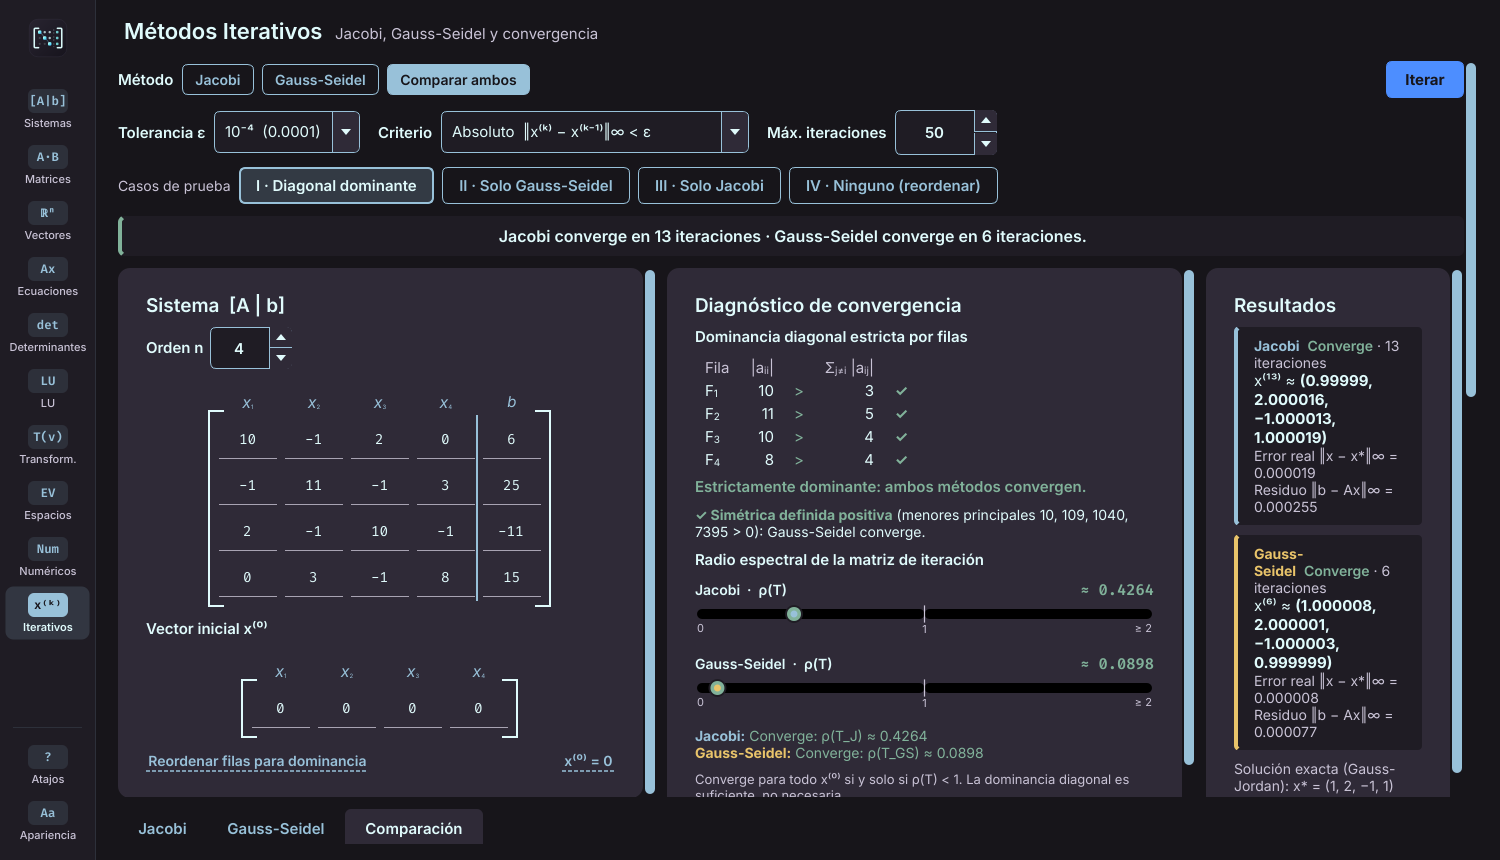 Métodos Iterativos Jacobi, Gauss-Seidel y convergencia
Método Jacobi Gauss-Seidel Comparar ambos Iterar
Tolerancia ε 10⁻⁴ (0.0001) Criterio Absoluto ‖x⁽ᵏ⁾ − x⁽ᵏ⁻¹⁾‖∞ < ε Máx. iteraciones 50
Casos de prueba I · Diagonal dominante II · Solo Gauss-Seidel III · Solo Jacobi IV · Ninguno (reordenar)
Jacobi converge en 13 iteraciones · Gauss-Seidel converge en 6 iteraciones.
[A|b]
Sistemas
A·B
Matrices
ℝⁿ
Vectores
Ax
Ecuaciones
det
Determinantes
LU
LU
T(v)
Transform.
EV
Espacios
Num
Numéricos
x⁽ᵏ⁾
Iterativos
?
Atajos
Aa
Apariencia
Sistema [A | b]
Orden n 4
x₁ x₂ x₃ x₄ b
10 −1 2 0 6
−1 11 −1 3 25
2 −1 10 −1 −11
0 3 −1 8 15
Vector inicial x⁽⁰⁾
x₁ x₂ x₃ x₄
0 0 0 0
Reordenar filas para dominancia x⁽⁰⁾ = 0
Diagnóstico de convergencia
Dominancia diagonal estricta por filas
Fila |aᵢᵢ| Σⱼ≠ᵢ |aᵢⱼ|
F₁ 10 > 3 ✓
F₂ 11 > 5 ✓
F₃ 10 > 4 ✓
F₄ 8 > 4 ✓
Estrictamente dominante: ambos métodos convergen.
✓ Simétrica definida positiva (menores principales 10, 109, 1040,
7395 > 0): Gauss-Seidel converge.
Radio espectral de la matriz de iteración
Jacobi · ρ(T) ≈ 0.4264
0 1 ≥ 2
Gauss-Seidel · ρ(T) ≈ 0.0898
0 1 ≥ 2
Jacobi: Converge: ρ(T_J) ≈ 0.4264
Gauss-Seidel: Converge: ρ(T_GS) ≈ 0.0898
Converge para todo x⁽⁰⁾ si y solo si ρ(T) < 1. La dominancia diagonal es
suficiente, no necesaria.
Resultados
Jacobi Converge · 13
iteraciones
x⁽¹³⁾ ≈ (0.99999,
2.000016,
−1.000013,
1.000019)
Error real ‖x − x*‖∞ =
0.000019
Residuo ‖b − Ax‖∞ =
0.000255
Gauss-
Seidel Converge · 6
iteraciones
x⁽⁶⁾ ≈ (1.000008,
2.000001,
−1.000003,
0.999999)
Error real ‖x − x*‖∞ =
0.000008
Residuo ‖b − Ax‖∞ =
0.000077
Solución exacta (Gauss-
Jordan): x* = (1, 2, −1, 1)
Jacobi Gauss-Seidel Comparación